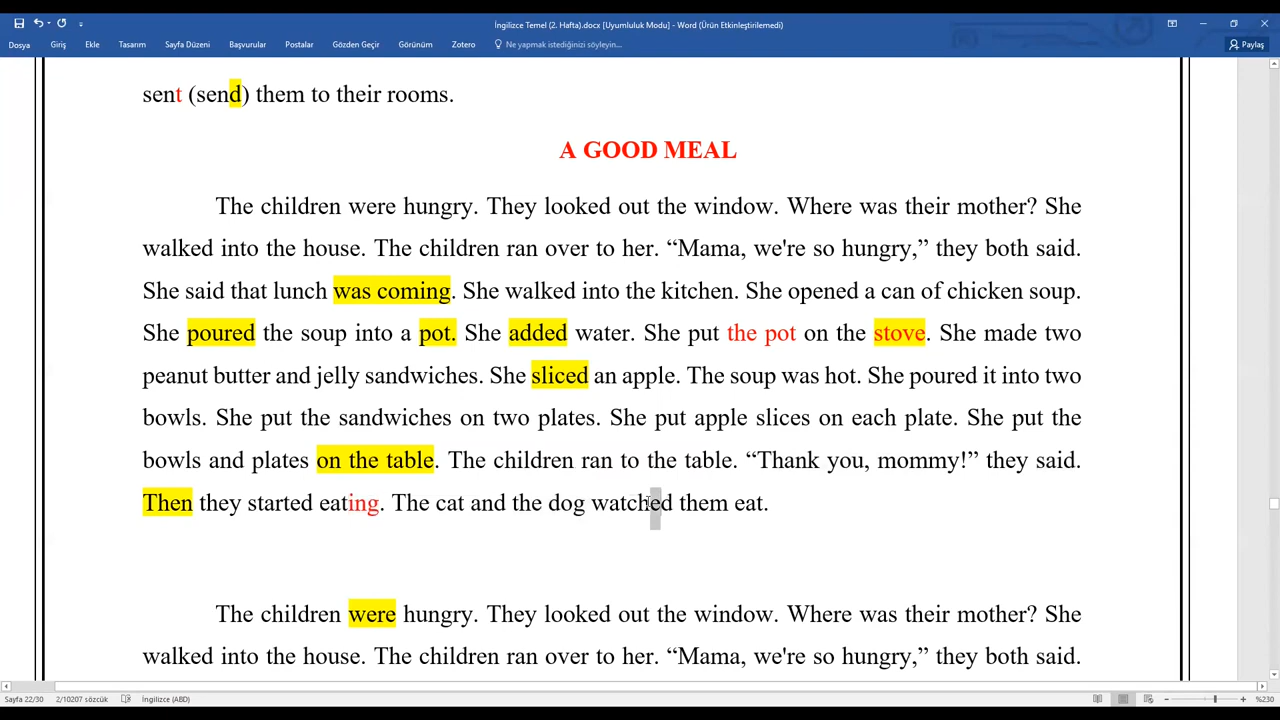 İngilizce Temel (2. Hafta).docx [Uyumluluk Modu] - Word (Ürün Etkinleştirilemedi)
Dosya Giriş Ekle Tasarım Sayfa Düzeni Başvurular Postalar Gözden Geçir Görünüm Zotero Ne yapmak istediğinizi söyleyin... Paylaş
sent (send) them to their rooms.
A GOOD MEAL
The children were hungry. They looked out the window. Where was their mother? She
walked into the house. The children ran over to her. “Mama, we're so hungry,” they both said.
She said that lunch was coming. She walked into the kitchen. She opened a can of chicken soup.
She poured the soup into a pot. She added water. She put the pot on the stove. She made two
peanut butter and jelly sandwiches. She sliced an apple. The soup was hot. She poured it into two
bowls. She put the sandwiches on two plates. She put apple slices on each plate. She put the
bowls and plates on the table. The children ran to the table. “Thank you, mommy!” they said.
Then they started eating. The cat and the dog watched them eat.
The children were hungry. They looked out the window. Where was their mother? She
walked into the house. The children ran over to her. “Mama, we're so hungry,” they both said.
Sayfa 22/30 2/10207 sözcük İngilizce (ABD) %230